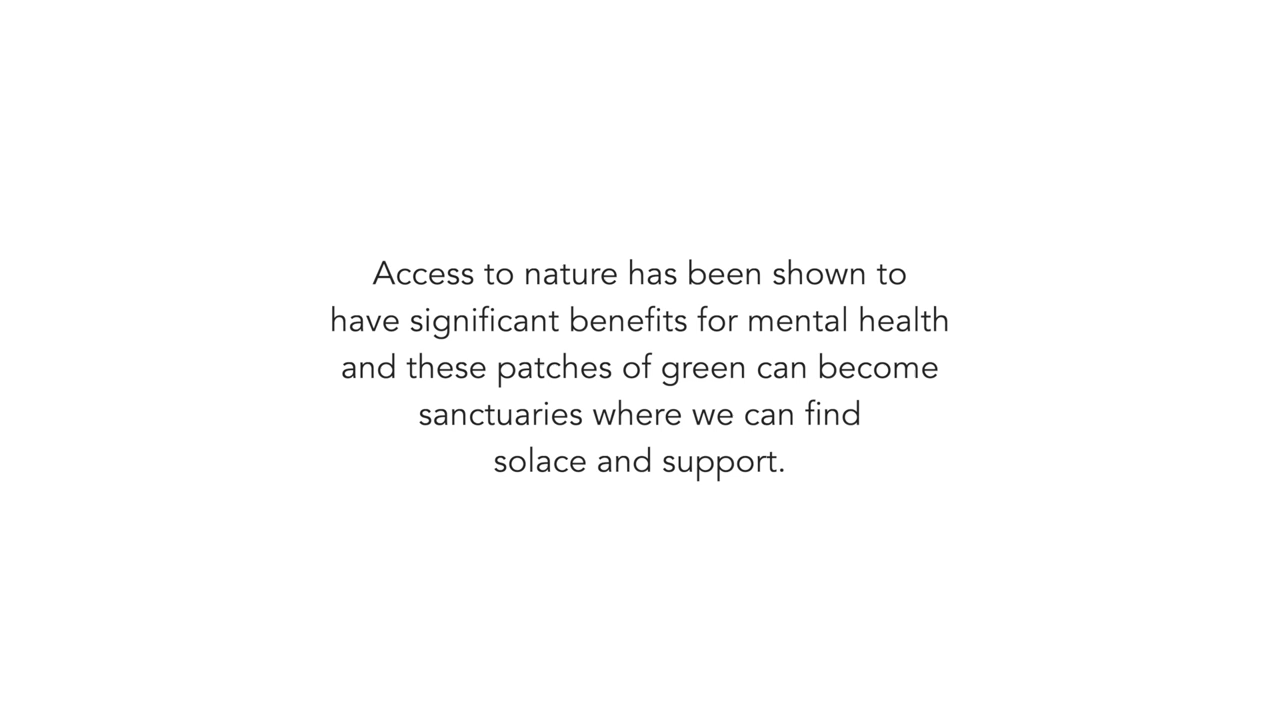 Access to nature has been shown to
have significant benefits for mental health
and these patches of green can become
sanctuaries where we can find
solace and support.